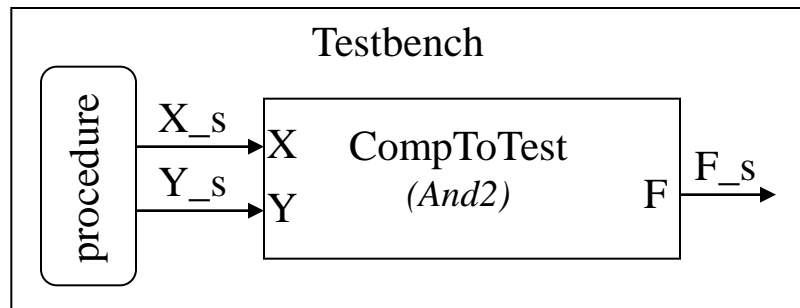 Testbench
procedure
X_s
Y_s
X
Y
CompToTest
(And2)
F
F_s